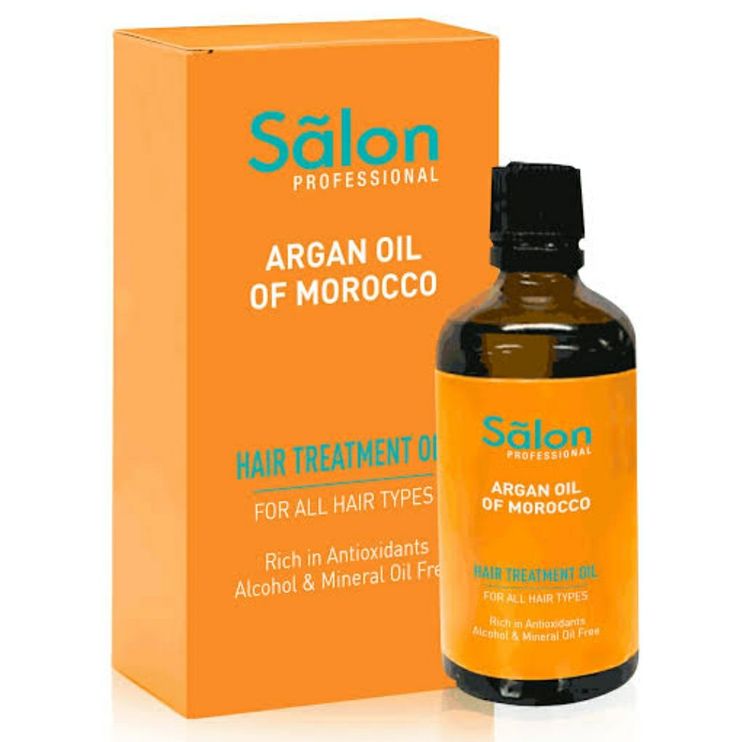 Sãlon
PROFESSIONAL
ARGAN OIL
OF MOROCCO
HAIR TREATMENT OI
FOR ALL HAIR TYPES
Rich in Antioxidants
Alcohol & Mineral Oil Fre
Sãlon
PROFESSIONAL
ARGAN OIL
OF MOROCCO
HAIR TREATMENT OIL
FOR ALL HAIR TYPES
Rich in Antioxidants
Alcohol & Mineral Oil Free